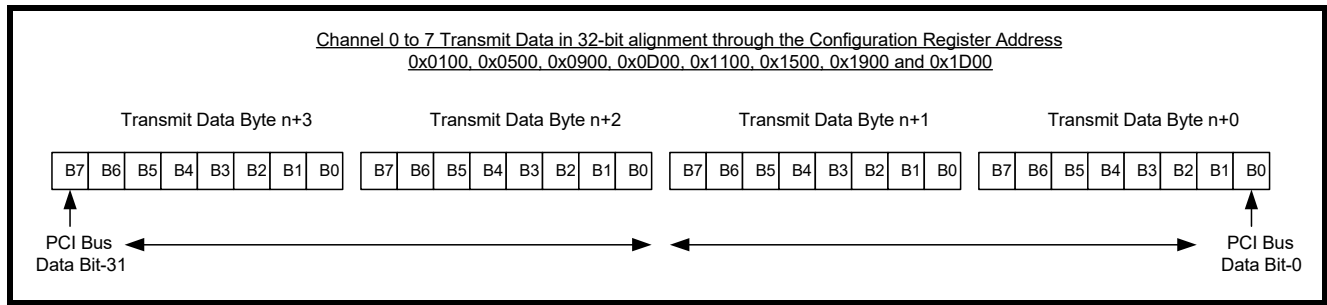 Channel 0 to 7 Transmit Data in 32-bit alignment through the Configuration Register Address
0x0100, 0x0500, 0x0900, 0x0D00, 0x1100, 0x1500, 0x1900 and 0x1D00
Transmit Data Byte n+3 Transmit Data Byte n+2 Transmit Data Byte n+1 Transmit Data Byte n+0
B7 B6 B5 B4 B3 B2 B1 B0 B7 B6 B5 B4 B3 B2 B1 B0 B7 B6 B5 B4 B3 B2 B1 B0 B7 B6 B5 B4 B3 B2 B1 B0
PCI Bus PCI Bus
Data Bit-31 Data Bit-0